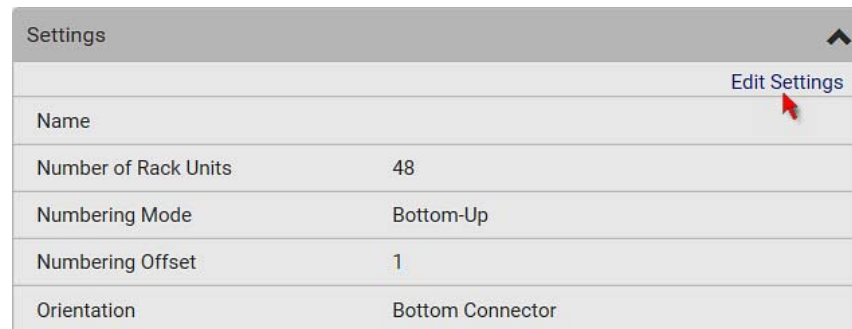 Settings
Edit Settings
Name
Number of Rack Units 48
Numbering Mode Bottom-Up
Numbering Offset 1
Orientation Bottom Connector